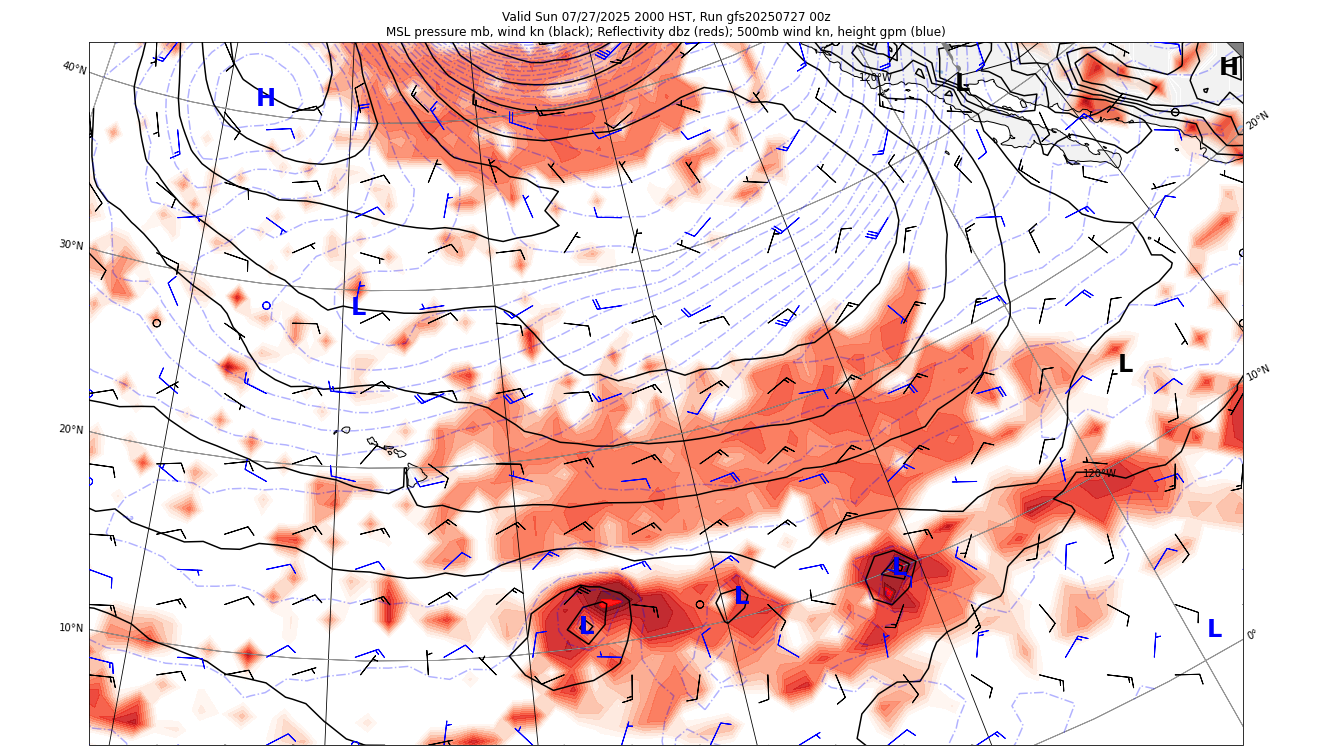 Valid Sun 07/27/2025 2000 HST, Run gfs20250727 00z
MSL pressure mb, wind kn (black); Reflectivity dbz (reds); 500mb wind kn, height gpm (blue)
40°N
H
120°W
L
H
20°N
30°N
L
L
10°N
20°N
120°W
L
L
L
10°N
L
0°